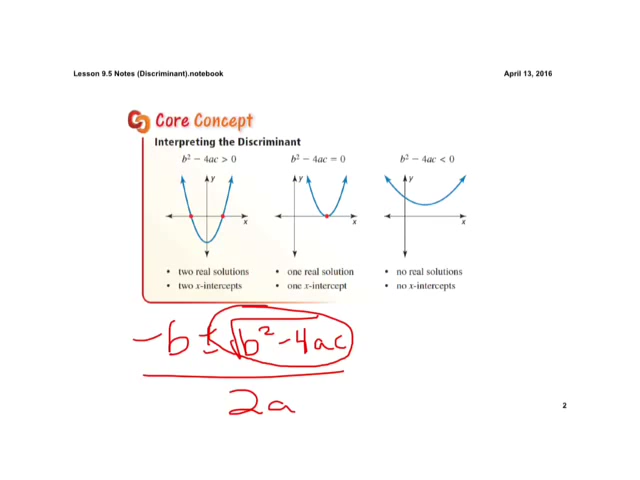 Lesson 9.5 Notes (Discriminant).notebook April 13, 2016
Core Concept
Interpreting the Discriminant
b² − 4ac > 0 b² − 4ac = 0 b² − 4ac < 0
y y y
x x x
• two real solutions • one real solution • no real solutions
• two x-intercepts • one x-intercept • no x-intercepts
−b ± √b² − 4ac
2a
2